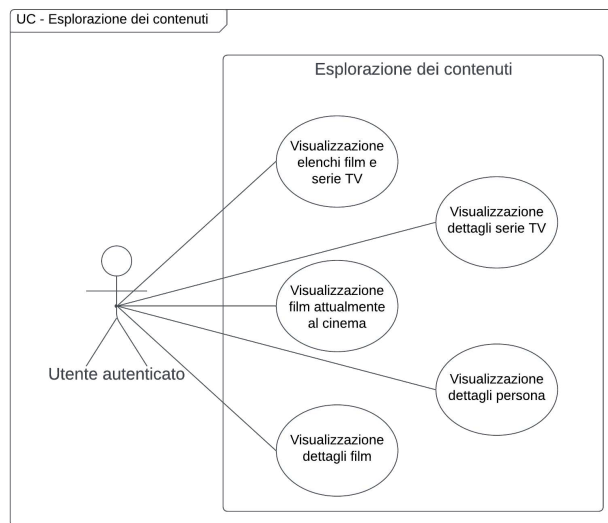 UC - Esplorazione dei contenuti
Esplorazione dei contenuti
Visualizzazione
elenchi film e
serie TV
Visualizzazione
dettagli serie TV
Visualizzazione
film attualmente
al cinema
Utente autenticato
Visualizzazione
dettagli persona
Visualizzazione
dettagli film